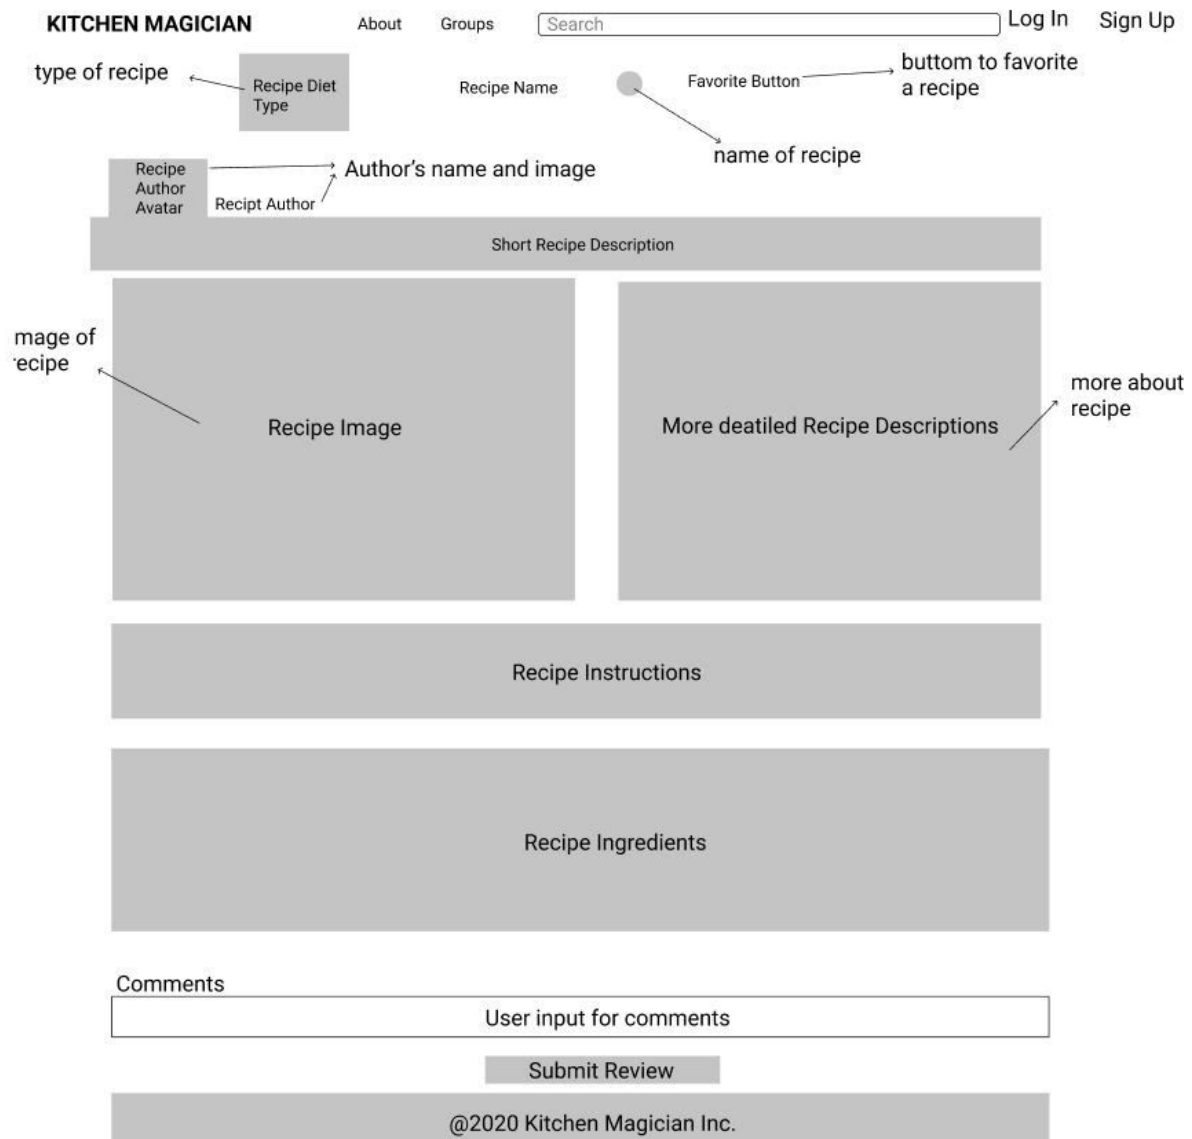 KITCHEN MAGICIAN
About
Groups
Search
Log In
Sign Up
type of recipe
Recipe Diet
Type
Recipe Name
Favorite Button
buttom to favorite
a recipe
name of recipe
Recipe
Author
Avatar
Author's name and image
Recipt Author
Short Recipe Description
mage of
recipe
Recipe Image
More deatiled Recipe Descriptions
more about
recipe
Recipe Instructions
Recipe Ingredients
Comments
User input for comments
Submit Review
@2020 Kitchen Magician Inc.